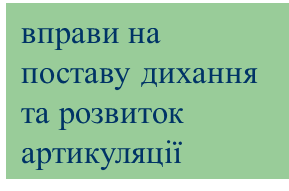 вправи на
поставу дихання
та розвиток
артикуляції